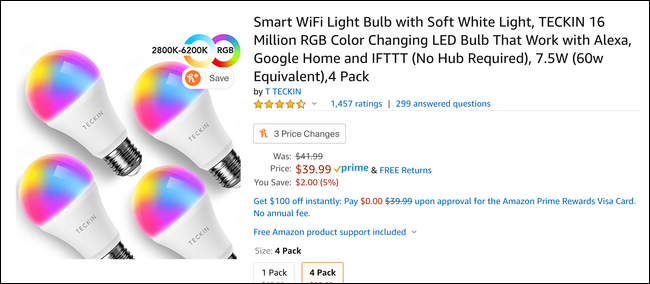 2800K-6200K RGB
Save
TECKIN
TECKIN
TECKIN
TECKIN
Smart WiFi Light Bulb with Soft White Light, TECKIN 16
Million RGB Color Changing LED Bulb That Work with Alexa,
Google Home and IFTTT (No Hub Required), 7.5W (60w
Equivalent),4 Pack
by T TECKIN
1,457 ratings | 299 answered questions
3 Price Changes
Was: $41.99
Price: $39.99 prime & FREE Returns
You Save: $2.00 (5%)
Get $100 off instantly: Pay $0.00 $39.99 upon approval for the Amazon Prime Rewards Visa Card.
No annual fee.
Free Amazon product support included
Size: 4 Pack
1 Pack 4 Pack